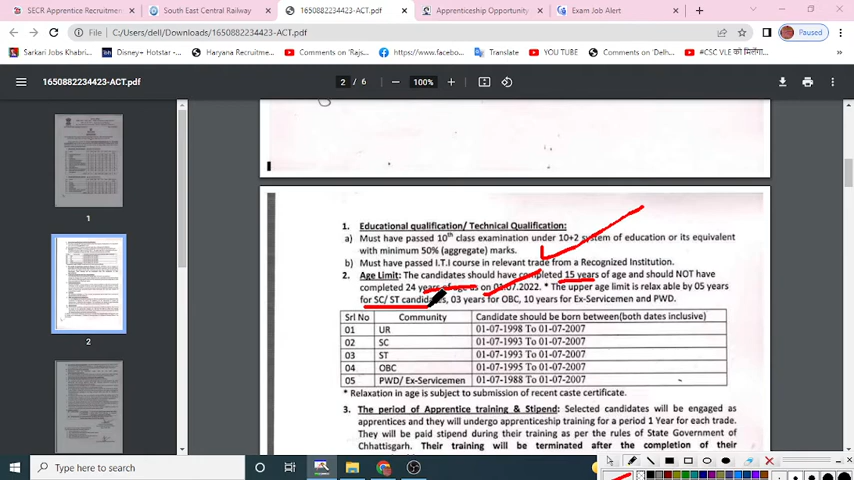 SECR Apprentice Recruitment
South East Central Railway
1650882234423-ACT.pdf
Apprenticeship Opportunity
Exam Job Alert
File
C:/Users/dell/Downloads/1650882234423-ACT.pdf
Paused
Sarkari Jobs Khabri...
Disney+ Hotstar -...
Haryana Recruitme...
Comments - "Rajs...
https://www.facebo...
Translate
YOU TUBE
Comments - "Delh...
#CSC VLE को मिलेंगी...
1650882234423-ACT.pdf
2 / 6
100%
1
2
1. Educational qualification/ Technical Qualification:
a) Must have passed 10th class examination under 10+2 system of education or its equivalent
with minimum 50% (aggregate) marks.
b) Must have passed I.T.I course in relevant trade from a Recognized Institution.
2. Age Limit: The candidates should have completed 15 years of age and should NOT have
completed 24 years of age as on 01.07.2022. * The upper age limit is relax able by 05 years
for SC/ ST candidates, 03 years for OBC, 10 years for Ex-Servicemen and PWD.
Srl No Community Candidate should be born between(both dates inclusive)
01 UR 01-07-1998 To 01-07-2007
02 SC 01-07-1993 To 01-07-2007
03 ST 01-07-1993 To 01-07-2007
04 OBC 01-07-1995 To 01-07-2007
05 PWD/ Ex-Servicemen 01-07-1988 To 01-07-2007
* Relaxation in age is subject to submission of recent caste certificate.
3. The period of Apprentice training & Stipend: Selected candidates will be engaged as
apprentices and they will undergo apprenticeship training for a period 1 Year for each trade.
They will be paid stipend during their training as per the rules of State Government of
Chhattisgarh. Their training will be terminated after the completion of their
Type here to search